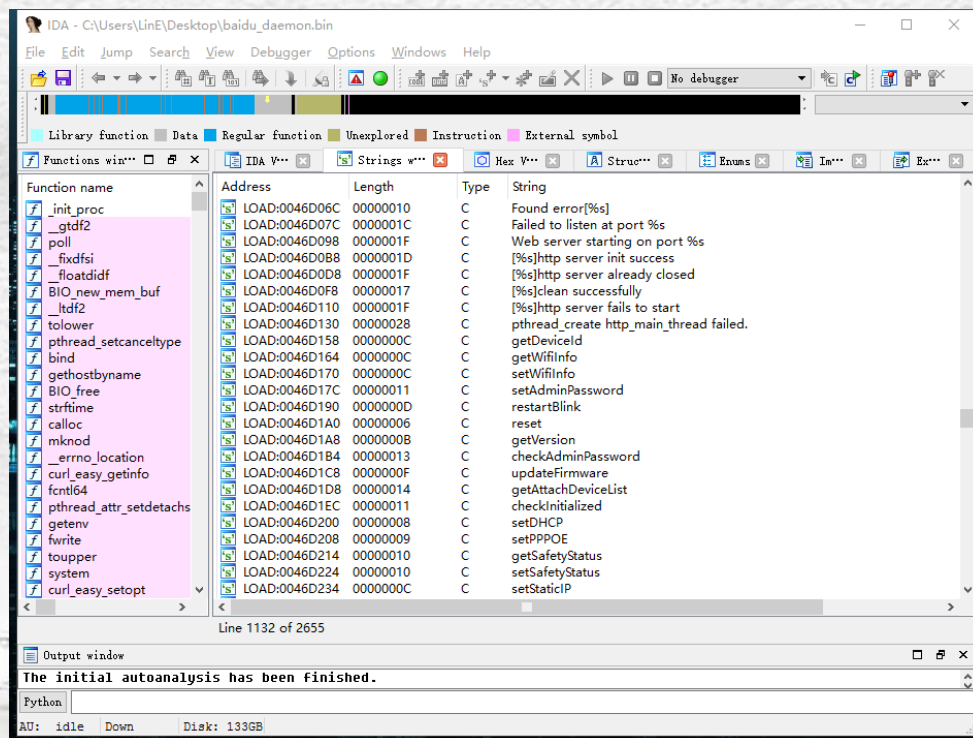 IDA - C:\Users\LinE\Desktop\baidu_daemon.bin
File Edit Jump Search View Debugger Options Windows Help
No debugger
Library function Data Regular function Unexplored Instruction External symbol
Functions win··· IDA V··· Strings w··· Hex V··· Struc··· Enums Im··· Ex···
Function name
_init_proc
__gtdf2
poll
__fixdfsi
__floatdidf
BIO_new_mem_buf
__ltdf2
tolower
pthread_setcanceltype
bind
gethostbyname
BIO_free
strftime
calloc
mknod
__errno_location
curl_easy_getinfo
fcntl64
pthread_attr_setdetachs
getenv
fwrite
toupper
system
curl_easy_setopt
Address Length Type String
LOAD:0046D06C 00000010 C Found error[%s]
LOAD:0046D07C 0000001C C Failed to listen at port %s
LOAD:0046D098 0000001F C Web server starting on port %s
LOAD:0046D0B8 0000001D C [%s]http server init success
LOAD:0046D0D8 0000001F C [%s]http server already closed
LOAD:0046D0F8 00000017 C [%s]clean successfully
LOAD:0046D110 0000001F C [%s]http server fails to start
LOAD:0046D130 00000028 C pthread_create http_main_thread failed.
LOAD:0046D158 0000000C C getDeviceId
LOAD:0046D164 0000000C C getWifiInfo
LOAD:0046D170 0000000C C setWifiInfo
LOAD:0046D17C 00000011 C setAdminPassword
LOAD:0046D190 0000000D C restartBlink
LOAD:0046D1A0 00000006 C reset
LOAD:0046D1A8 0000000B C getVersion
LOAD:0046D1B4 00000013 C checkAdminPassword
LOAD:0046D1C8 0000000F C updateFirmware
LOAD:0046D1D8 00000014 C getAttachDeviceList
LOAD:0046D1EC 00000011 C checkInitialized
LOAD:0046D200 00000008 C setDHCP
LOAD:0046D208 00000009 C setPPPOE
LOAD:0046D214 00000010 C getSafetyStatus
LOAD:0046D224 00000010 C setSafetyStatus
LOAD:0046D234 0000000C C setStaticIP
Line 1132 of 2655
Output window
The initial autoanalysis has been finished.
Python
AU: idle Down Disk: 133GB